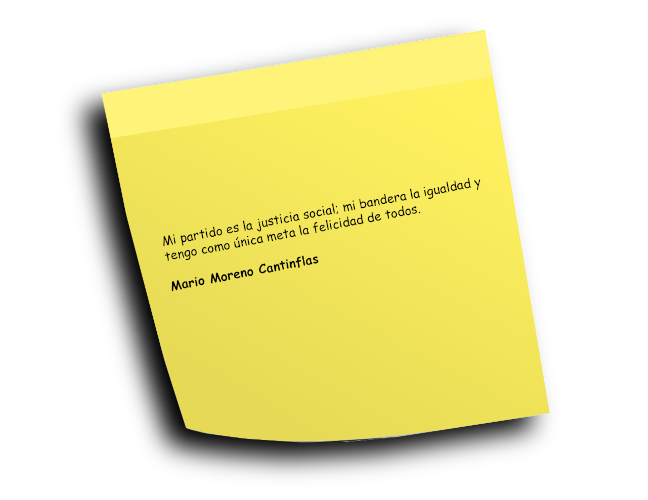 Mi partido es la justicia social; mi bandera la igualdad y
tengo como única meta la felicidad de todos.
Mario Moreno Cantinflas